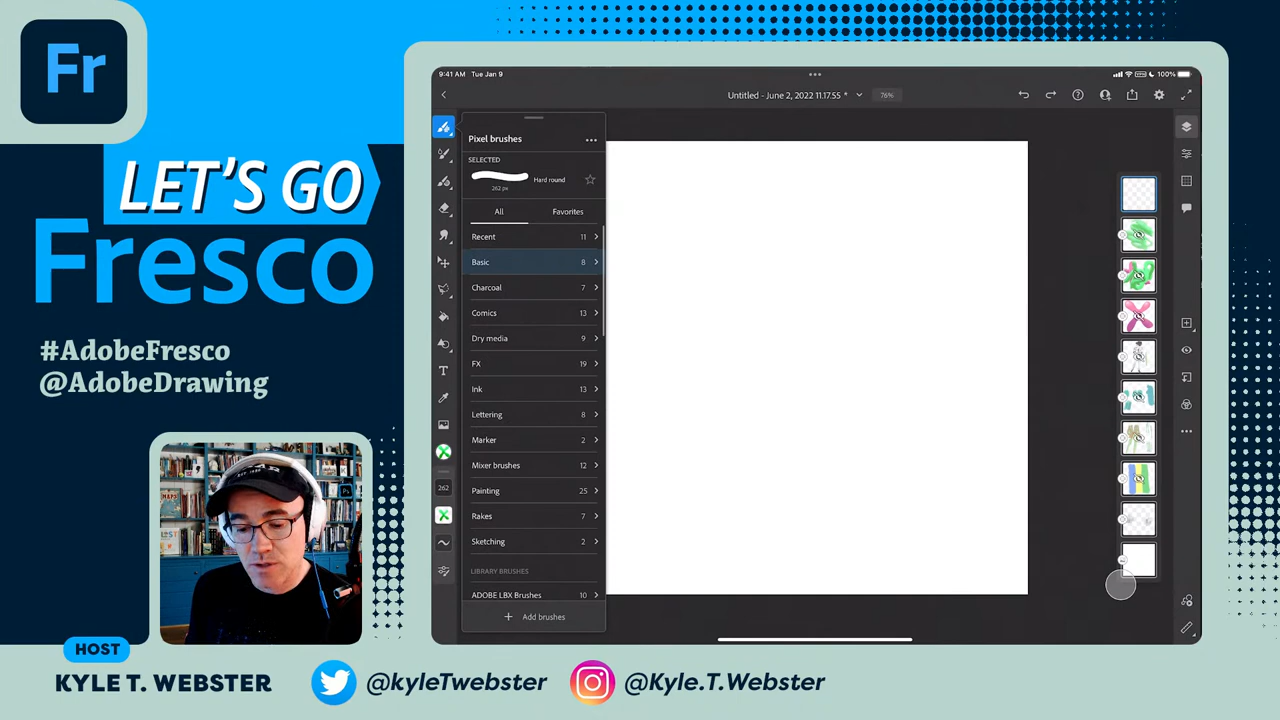 Fr
LET'S GO
Fresco
#AdobeFresco
@AdobeDrawing
9:41 AM Tue Jan 9
100%
Untitled - June 2, 2022 11.17.55 *
76%
Pixel brushes
SELECTED
Hard round
262 px
All Favorites
Recent 11
Basic 8
Charcoal 7
Comics 13
Dry media 9
FX 19
Ink 13
Lettering 8
Marker 2
Mixer brushes 12
Painting 25
Rakes 7
Sketching 2
LIBRARY BRUSHES
ADOBE LBX Brushes 10
+ Add brushes
262
T
HOST
KYLE T. WEBSTER
@kyleTwebster
@Kyle.T.Webster